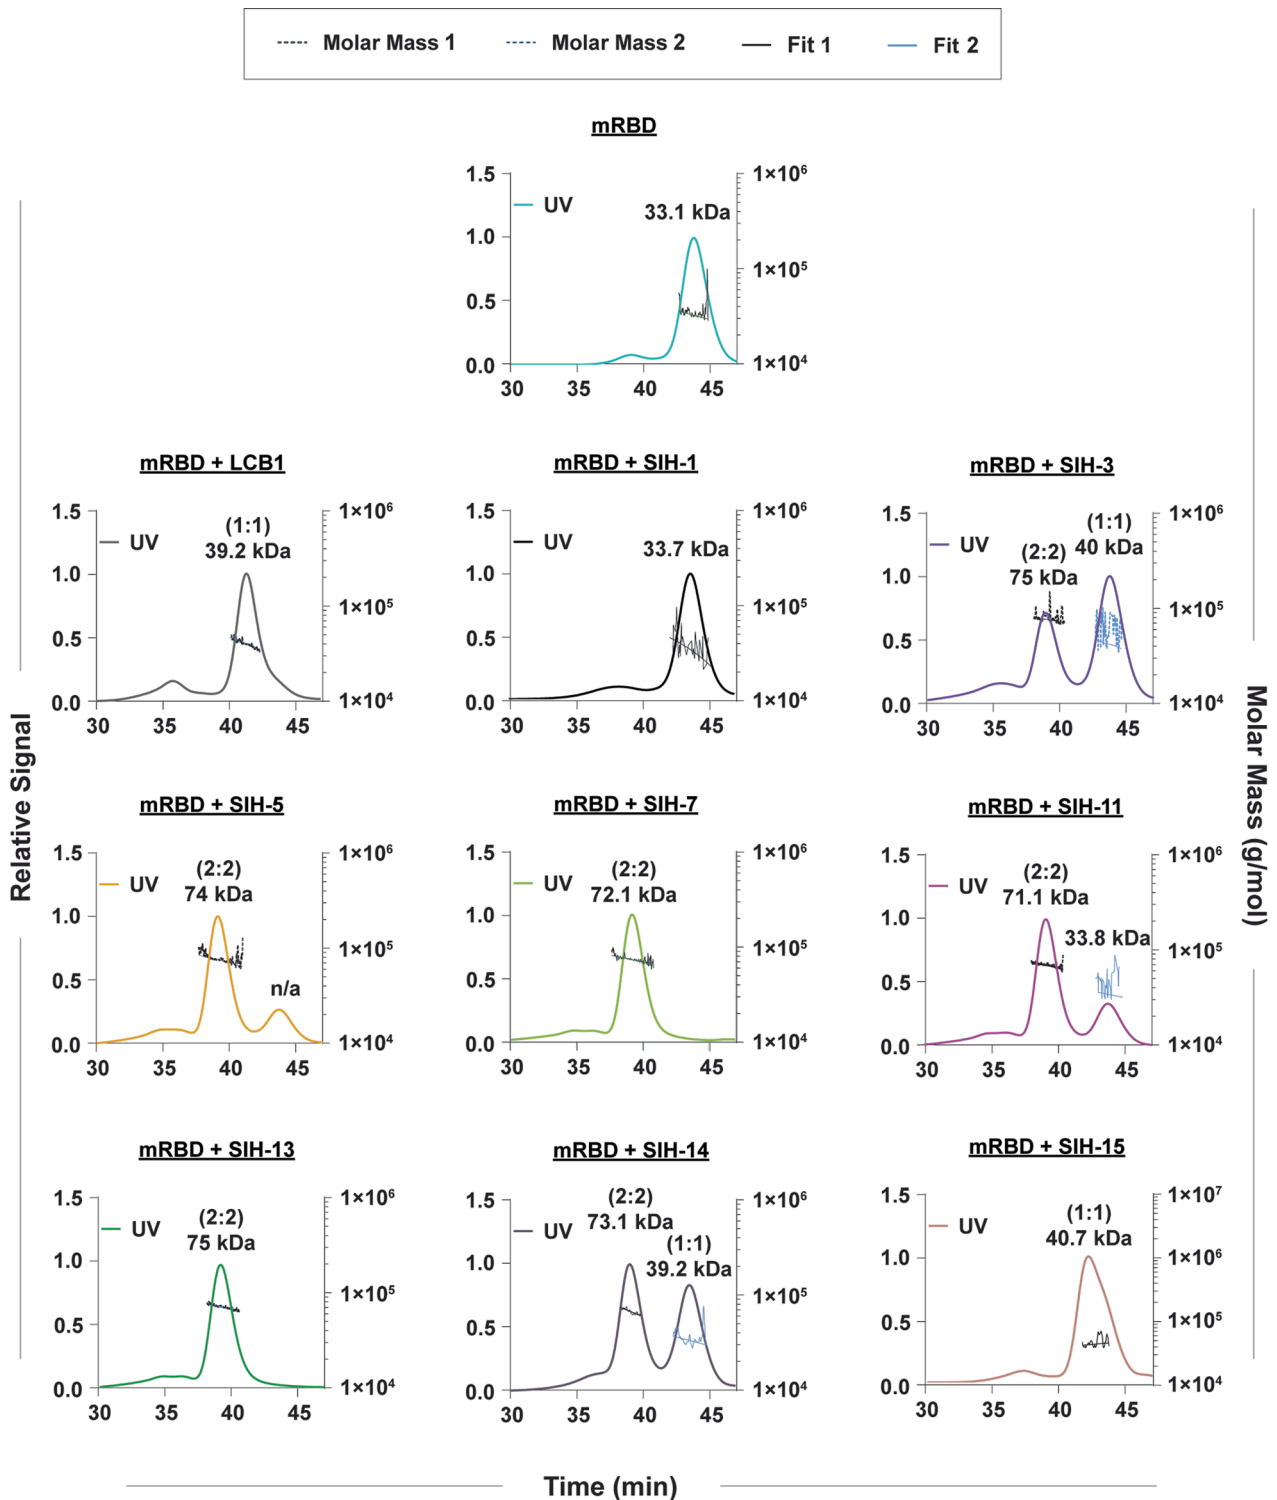 Molar Mass 1 Molar Mass 2 Fit 1 Fit 2
mRBD
1.5 1×10⁶
UV
33.1 kDa
1.0
1×10⁵
0.5
0.0 1×10⁴
30 35 40 45
mRBD + LCB1
1.5 1×10⁶
UV
(1:1)
39.2 kDa
1.0
1×10⁵
0.5
0.0 1×10⁴
30 35 40 45
mRBD + SIH-1
1.5 1×10⁶
UV
33.7 kDa
1.0
1×10⁵
0.5
0.0 1×10⁴
30 35 40 45
mRBD + SIH-3
1.5 1×10⁶
UV
(1:1)
40 kDa
(2:2)
75 kDa
1.0
1×10⁵
0.5
0.0 1×10⁴
30 35 40 45
mRBD + SIH-5
1.5 1×10⁶
UV
(2:2)
74 kDa
1.0
1×10⁵
0.5
n/a
0.0 1×10⁴
30 35 40 45
mRBD + SIH-7
1.5 1×10⁶
UV
(2:2)
72.1 kDa
1.0
1×10⁵
0.5
0.0 1×10⁴
30 35 40 45
mRBD + SIH-11
1.5 1×10⁶
UV
(2:2)
71.1 kDa
33.8 kDa
1.0
1×10⁵
0.5
0.0 1×10⁴
30 35 40 45
mRBD + SIH-13
1.5 1×10⁶
UV
(2:2)
75 kDa
1.0
1×10⁵
0.5
0.0 1×10⁴
30 35 40 45
mRBD + SIH-14
1.5 1×10⁶
UV
(2:2)
73.1 kDa
(1:1)
39.2 kDa
1.0
1×10⁵
0.5
0.0 1×10⁴
30 35 40 45
mRBD + SIH-15
1.5 1×10⁷
UV
(1:1)
40.7 kDa
1.0 1×10⁶
0.5 1×10⁵
0.0 1×10⁴
30 35 40 45
Relative Signal
Molar Mass (g/mol)
Time (min)